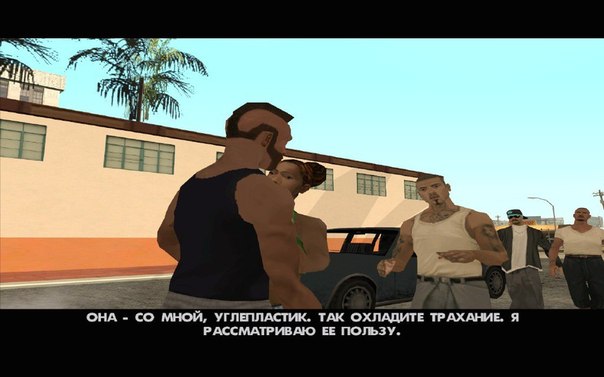 ОНА - СО МНОЙ, УГЛЕПЛАСТИК. ТАК ОХЛАДИТЕ ТРАХАНИЕ. Я
РАССМАТРИВАЮ ЕЕ ПОЛЬЗУ.